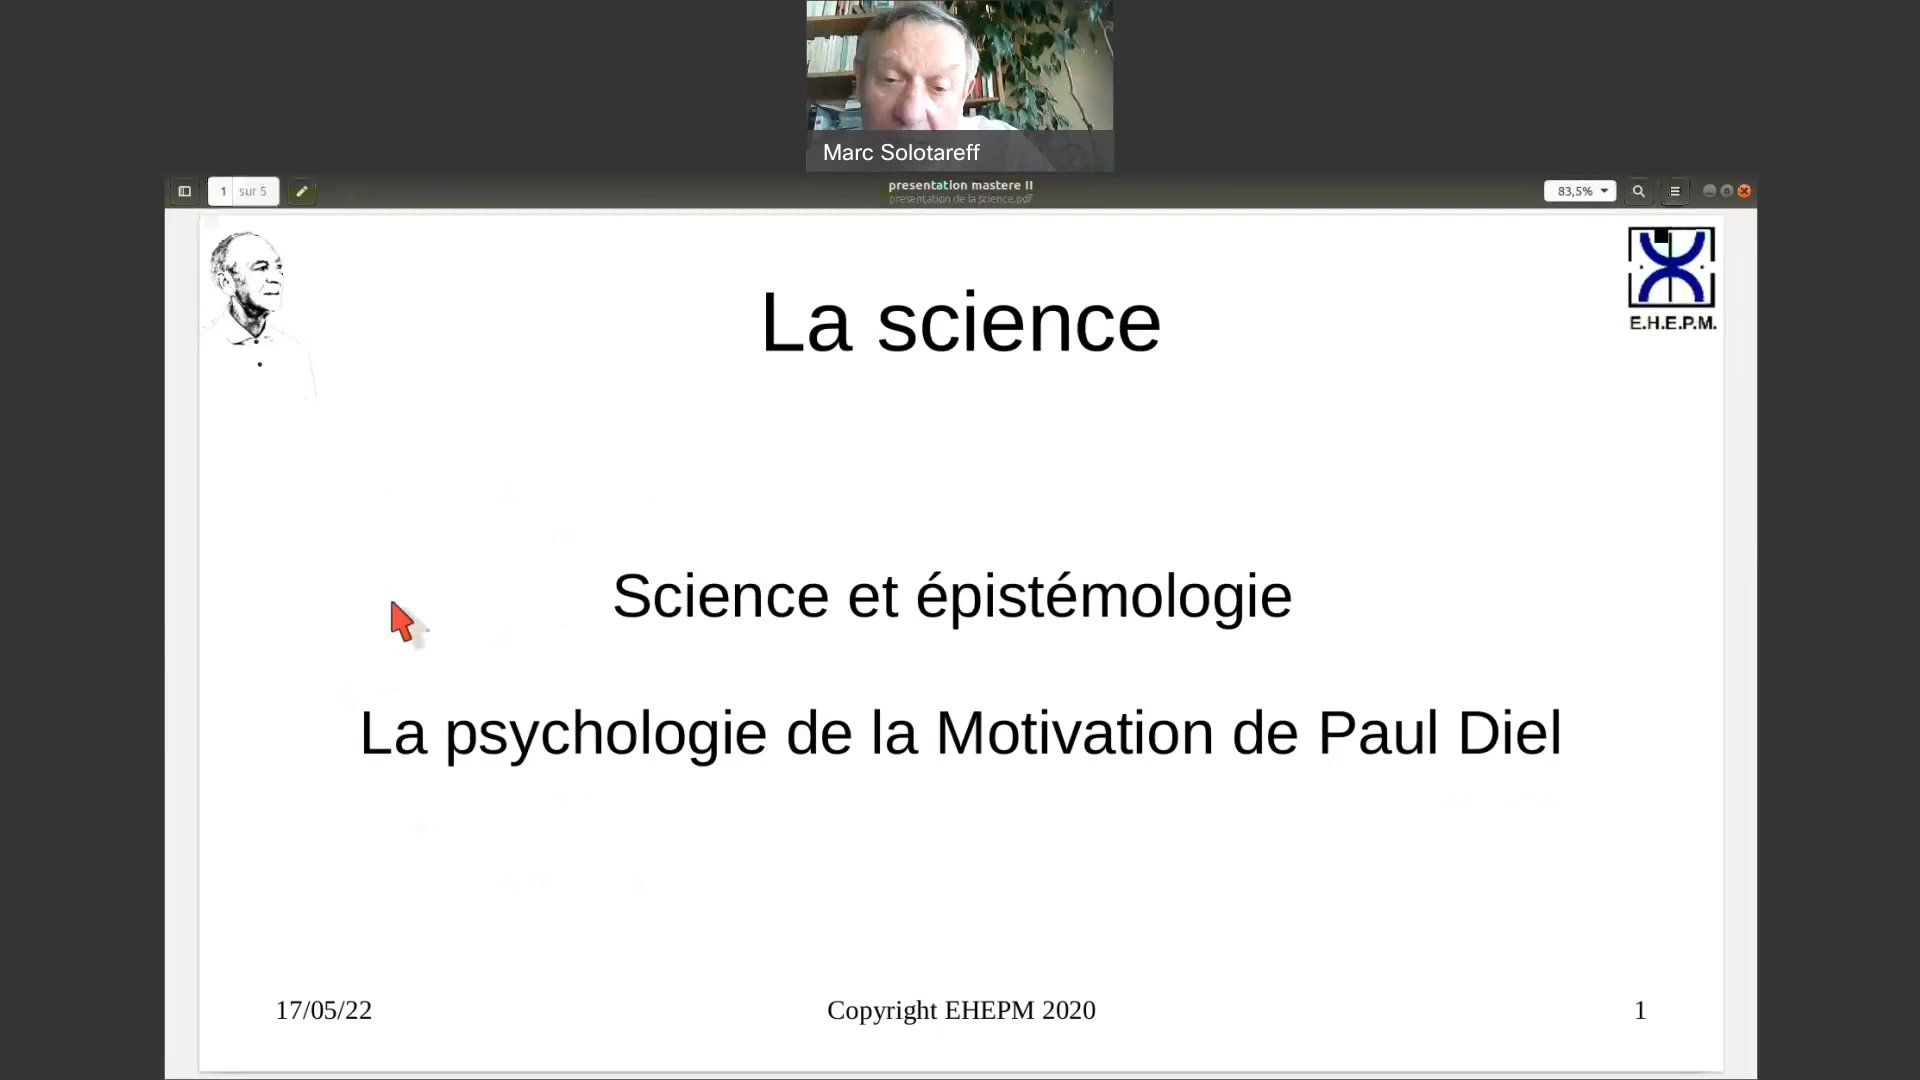 Marc Solotareff
1 sur 5
presentation mastere II
presentation de la science.pdf
83,5%
E.H.E.P.M.
La science
Science et épistémologie
La psychologie de la Motivation de Paul Diel
17/05/22
Copyright EHEPM 2020
1